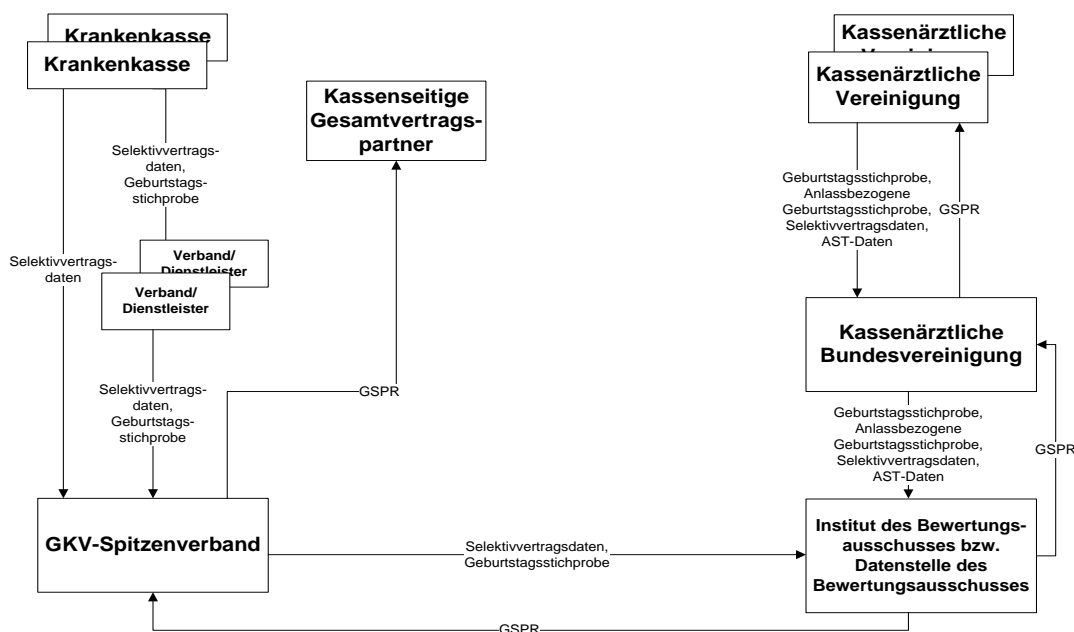 Krankenkasse
Krankenkasse
Kassenärztliche
Kassenärztliche
Vereinigung
Kassenseitige
Gesamtvertrags-
partner
Selektivvertrags-
daten,
Geburtstags-
stichprobe
Geburtstagsstichprobe,
Anlassbezogene
Geburtstagsstichprobe,
Selektivvertragsdaten,
AST-Daten
GSPR
Selektivvertrags-
daten
Verband/
Dienstleister
Verband/
Dienstleister
Kassenärztliche
Bundesvereinigung
Selektivvertrags-
daten,
Geburtstags-
stichprobe
GSPR
Geburtstagsstichprobe,
Anlassbezogene
Geburtstagsstichprobe,
Selektivvertragsdaten,
AST-Daten
GSPR
GKV-Spitzenverband
Selektivvertragsdaten,
Geburtstagsstichprobe
Institut des Bewertungs-
ausschusses bzw.
Datenstelle des
Bewertungsausschusses
GSPR